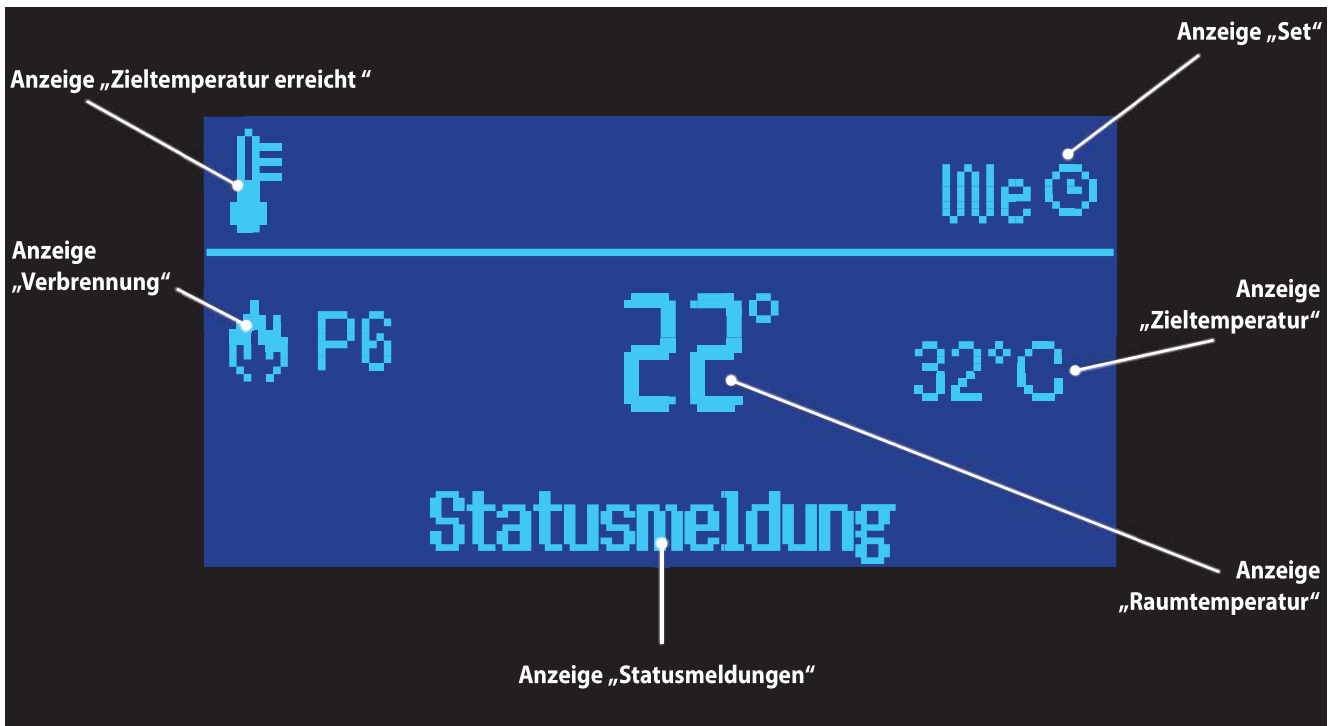 Anzeige „Set“
Anzeige „Zieltemperatur erreicht “
We
Anzeige
„Verbrennung“
P6
22°
32°C
Anzeige
„Zieltemperatur“
Statusmeldung
Anzeige
„Raumtemperatur“
Anzeige „Statusmeldungen“